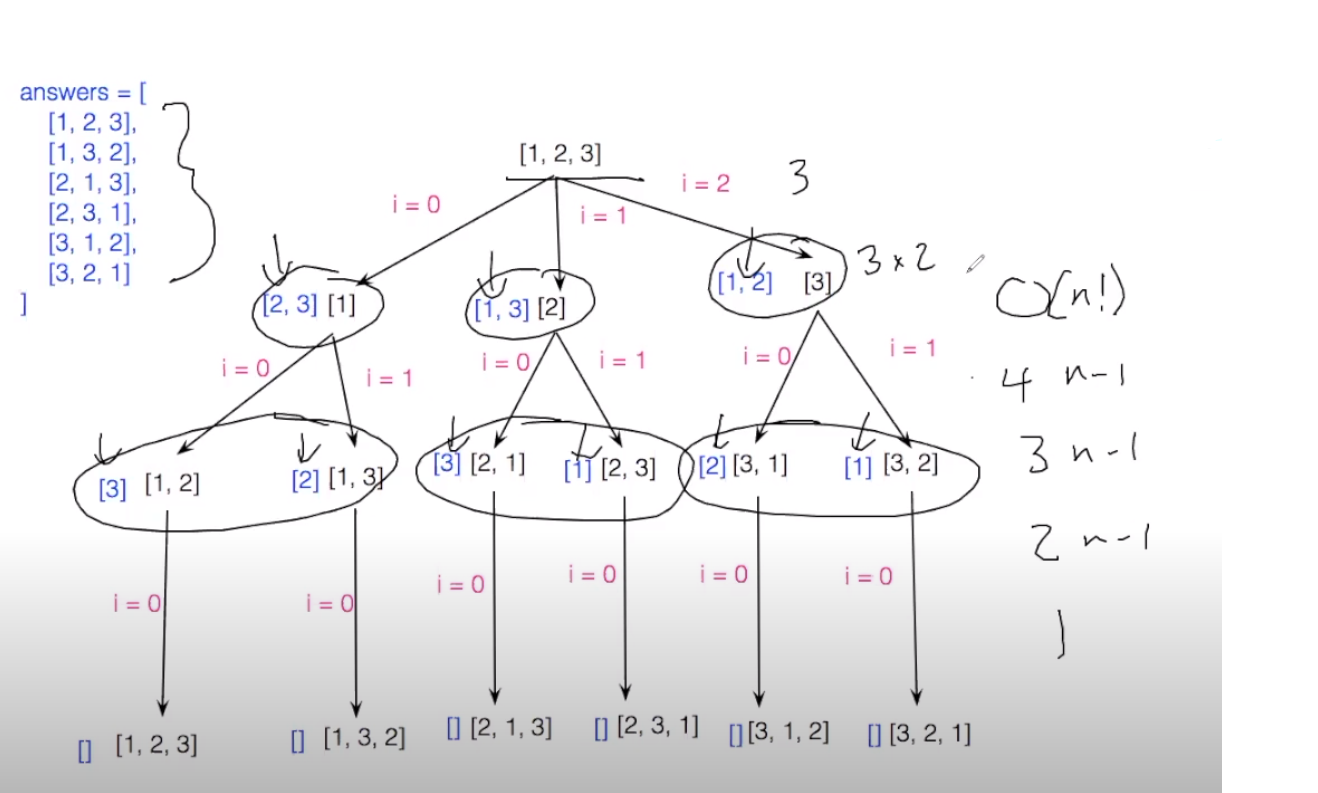 answers = [
[1, 2, 3],
[1, 3, 2],
[2, 1, 3],
[2, 3, 1],
[3, 1, 2],
[3, 2, 1]
]
[1, 2, 3]
i = 0
i = 1
i = 2
3
[2, 3] [1]
[1, 3] [2]
[1, 2] [3]
3 x 2
O(n!)
i = 0
i = 1
i = 0
i = 1
i = 0
i = 1
4 n-1
[3] [1, 2]
[2] [1, 3]
[3] [2, 1]
[1] [2, 3]
[2] [3, 1]
[1] [3, 2]
3 n-1
2 n-1
1
i = 0
i = 0
i = 0
i = 0
i = 0
i = 0
[] [1, 2, 3]
[] [1, 3, 2]
[] [2, 1, 3]
[] [2, 3, 1]
[] [3, 1, 2]
[] [3, 2, 1]